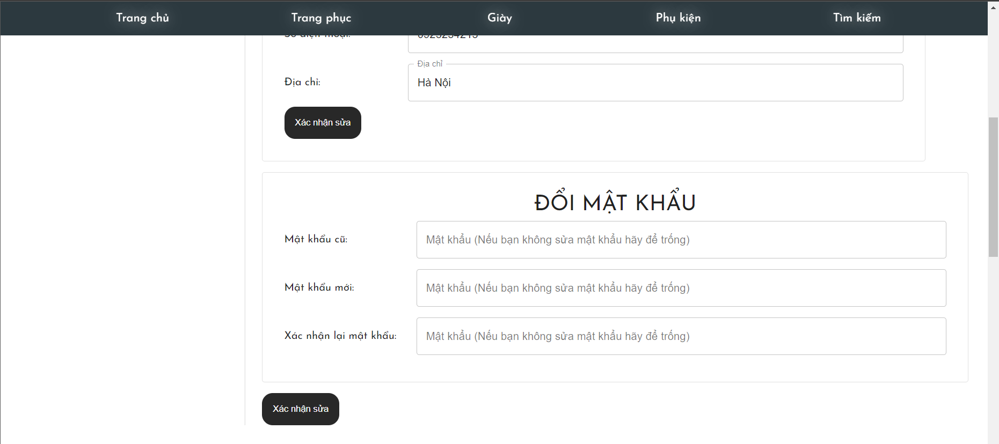 Trang chủ Trang phục Giày Phụ kiện Tìm kiếm
Địa chỉ
Địa chỉ: Hà Nội
Xác nhận sửa
ĐỔI MẬT KHẨU
Mật khẩu cũ: Mật khẩu (Nếu bạn không sửa mật khẩu hãy để trống)
Mật khẩu mới: Mật khẩu (Nếu bạn không sửa mật khẩu hãy để trống)
Xác nhận lại mật khẩu: Mật khẩu (Nếu bạn không sửa mật khẩu hãy để trống)
Xác nhận sửa